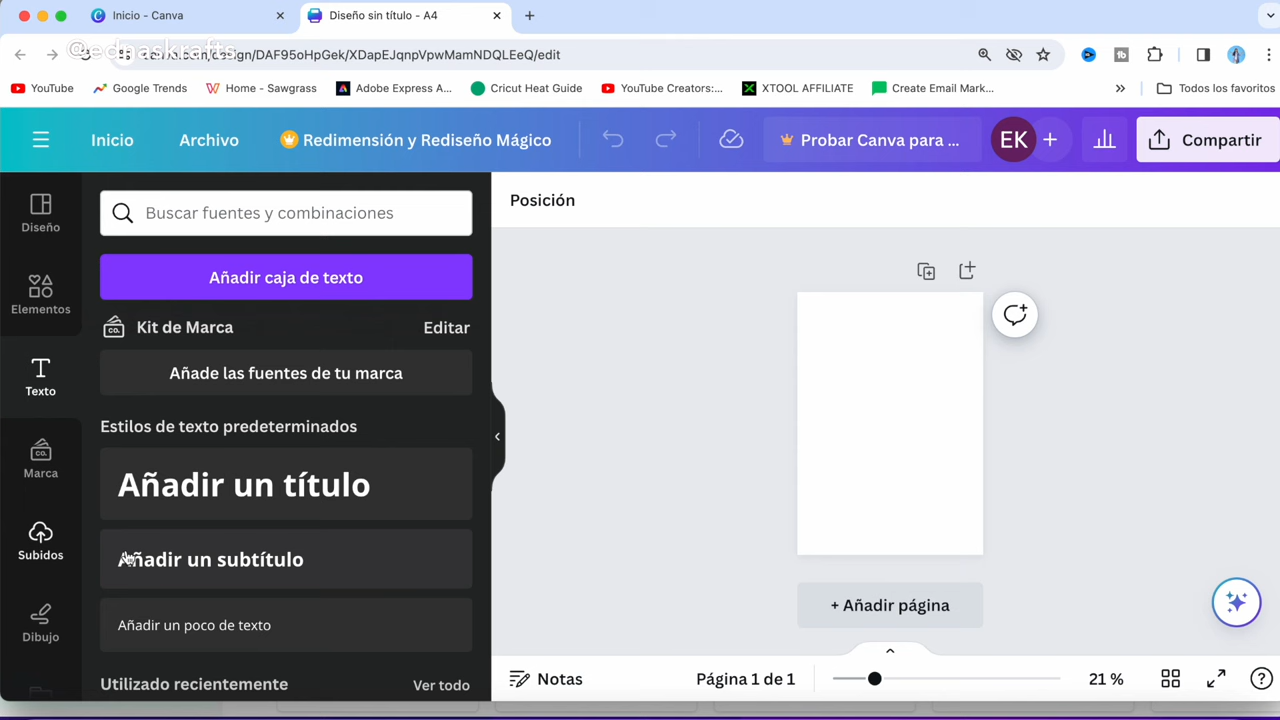 Inicio - Canva
Diseño sin título - A4
@ednaskrafts
/design/DAF95oHpGek/XDapEJqnpVpwMamNDQLEeQ/edit
YouTube
Google Trends
Home - Sawgrass
Adobe Express A...
Cricut Heat Guide
YouTube Creators:...
XTOOL AFFILIATE
Create Email Mark...
Todos los favoritos
Inicio
Archivo
Redimensión y Rediseño Mágico
Probar Canva para ...
EK
Compartir
Diseño
Elementos
Texto
Marca
Subidos
Dibujo
Buscar fuentes y combinaciones
Añadir caja de texto
Kit de Marca
Editar
Añade las fuentes de tu marca
Estilos de texto predeterminados
Añadir un título
Añadir un subtítulo
Añadir un poco de texto
Utilizado recientemente
Ver todo
Posición
+ Añadir página
Notas
Página 1 de 1
21 %